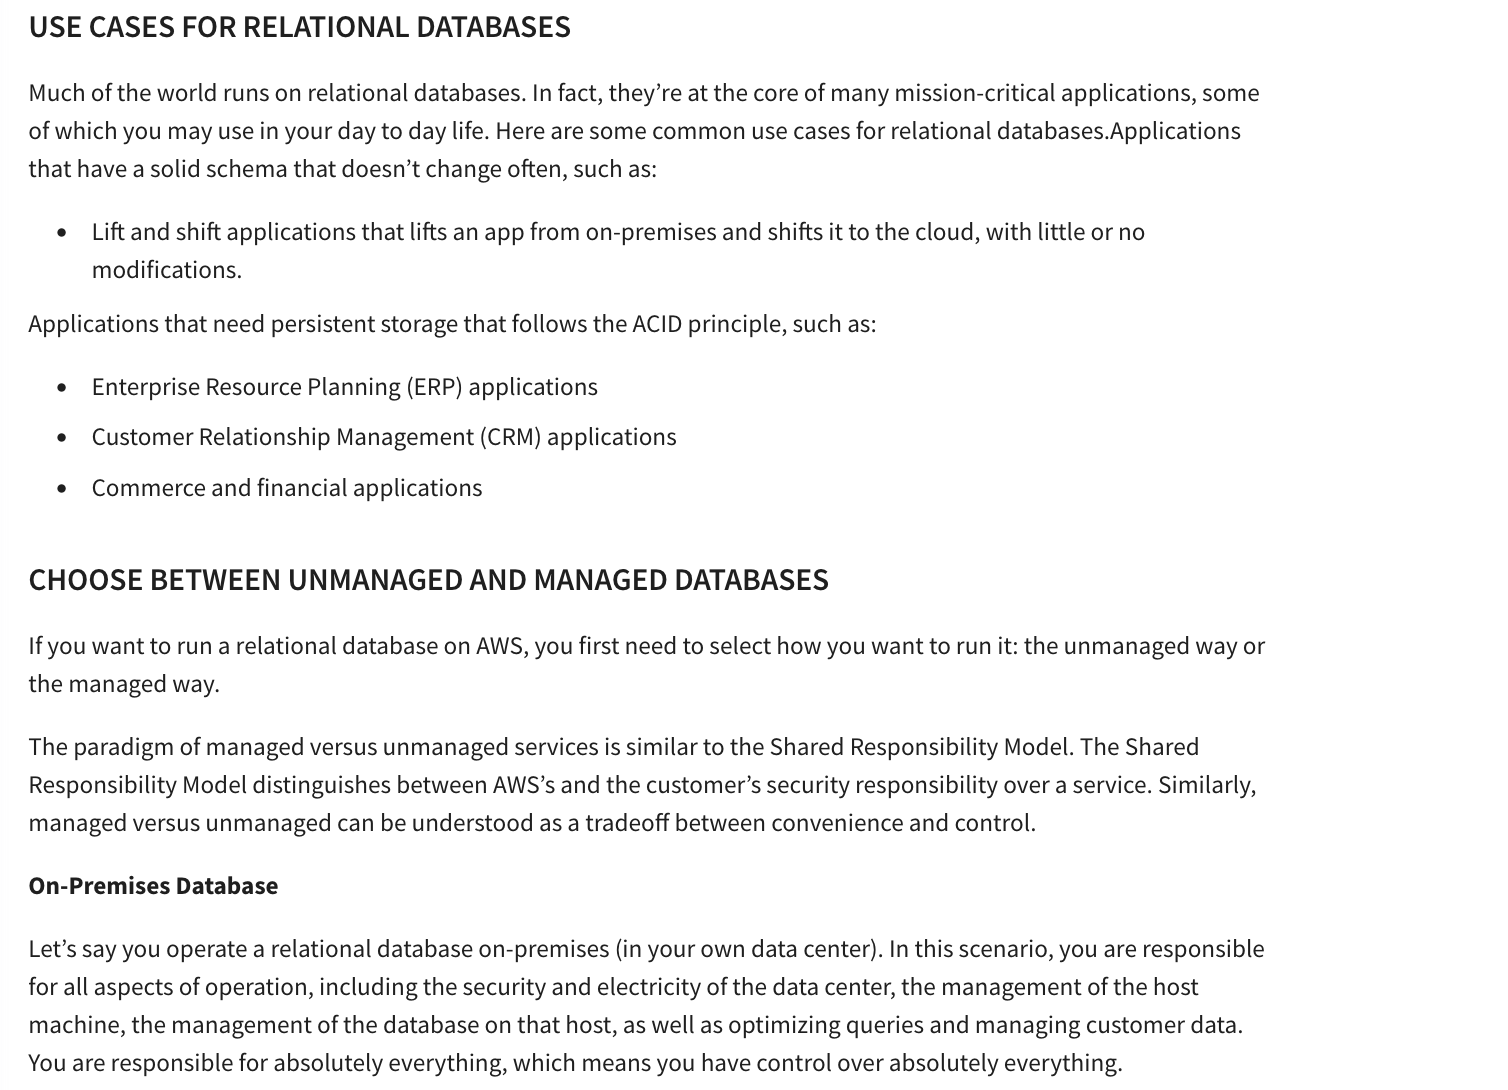 USE CASES FOR RELATIONAL DATABASES
Much of the world runs on relational databases. In fact, they’re at the core of many mission-critical applications, some
of which you may use in your day to day life. Here are some common use cases for relational databases.Applications
that have a solid schema that doesn’t change often, such as:
• Lift and shift applications that lifts an app from on-premises and shifts it to the cloud, with little or no
modifications.
Applications that need persistent storage that follows the ACID principle, such as:
• Enterprise Resource Planning (ERP) applications
• Customer Relationship Management (CRM) applications
• Commerce and financial applications
CHOOSE BETWEEN UNMANAGED AND MANAGED DATABASES
If you want to run a relational database on AWS, you first need to select how you want to run it: the unmanaged way or
the managed way.
The paradigm of managed versus unmanaged services is similar to the Shared Responsibility Model. The Shared
Responsibility Model distinguishes between AWS’s and the customer’s security responsibility over a service. Similarly,
managed versus unmanaged can be understood as a tradeoff between convenience and control.
On-Premises Database
Let’s say you operate a relational database on-premises (in your own data center). In this scenario, you are responsible
for all aspects of operation, including the security and electricity of the data center, the management of the host
machine, the management of the database on that host, as well as optimizing queries and managing customer data.
You are responsible for absolutely everything, which means you have control over absolutely everything.